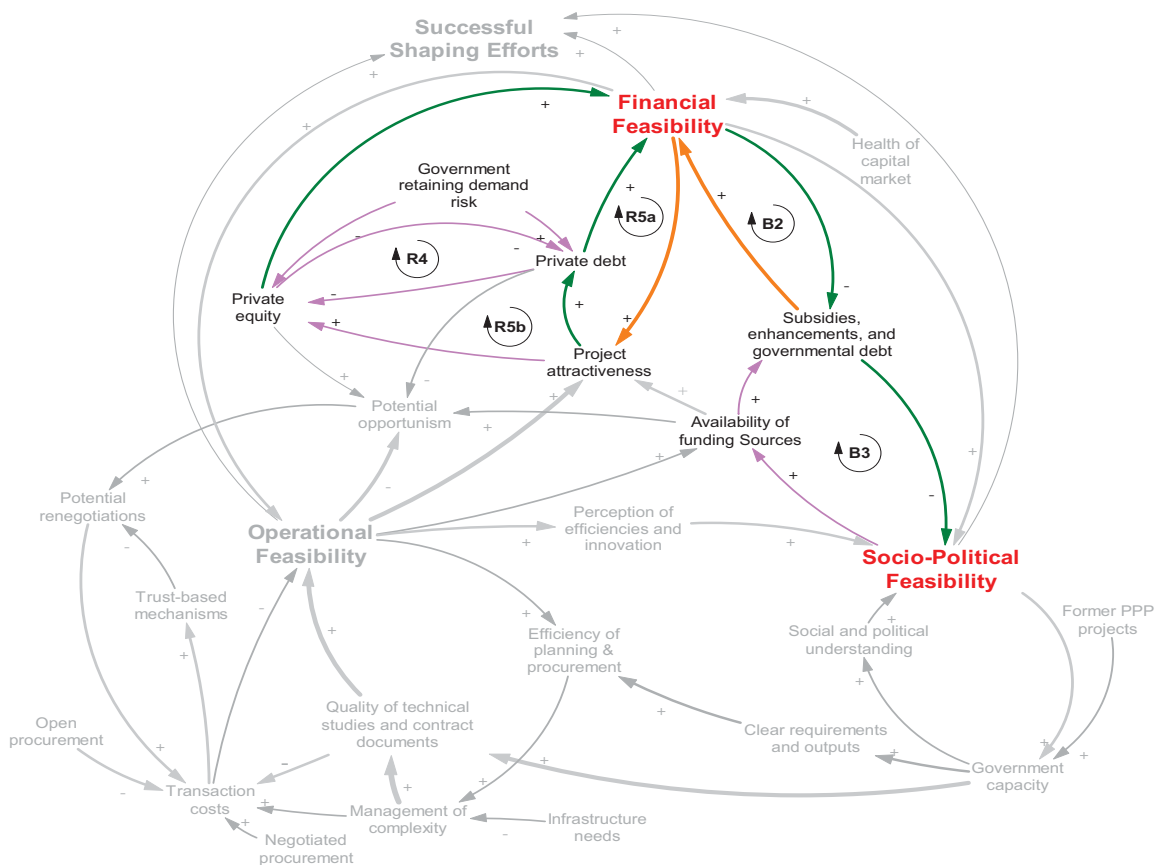 Successful
Shaping Efforts
+
+
+
+
+
Financial
Feasibility
+
+
Health of
capital
market
Government
retaining demand
risk
+
R5a
+
B2
-
-
+
R4
Private debt
-
Private
equity
-
+
+
R5b
+
Subsidies,
enhancements, and
governmental debt
Project
attractiveness
+
-
+
+
+
Potential
opportunism
+
Availability of
funding Sources
B3
+
+
+
-
-
Potential
renegotiations
+
Operational
Feasibility
+
Perception of
efficiencies and
innovation
+
Socio-Political
Feasibility
-
Trust-based
mechanisms
-
+
Efficiency of
planning &
procurement
+
Social and political
understanding
Former PPP
projects
+
+
+
Quality of technical
studies and contract
documents
+
Clear requirements
and outputs
Open
procurement
+
-
+
+
+
+
Government
capacity
-
Transaction
costs
+
+
+
Management of
complexity
-
Infrastructure
needs
+
Negotiated
procurement